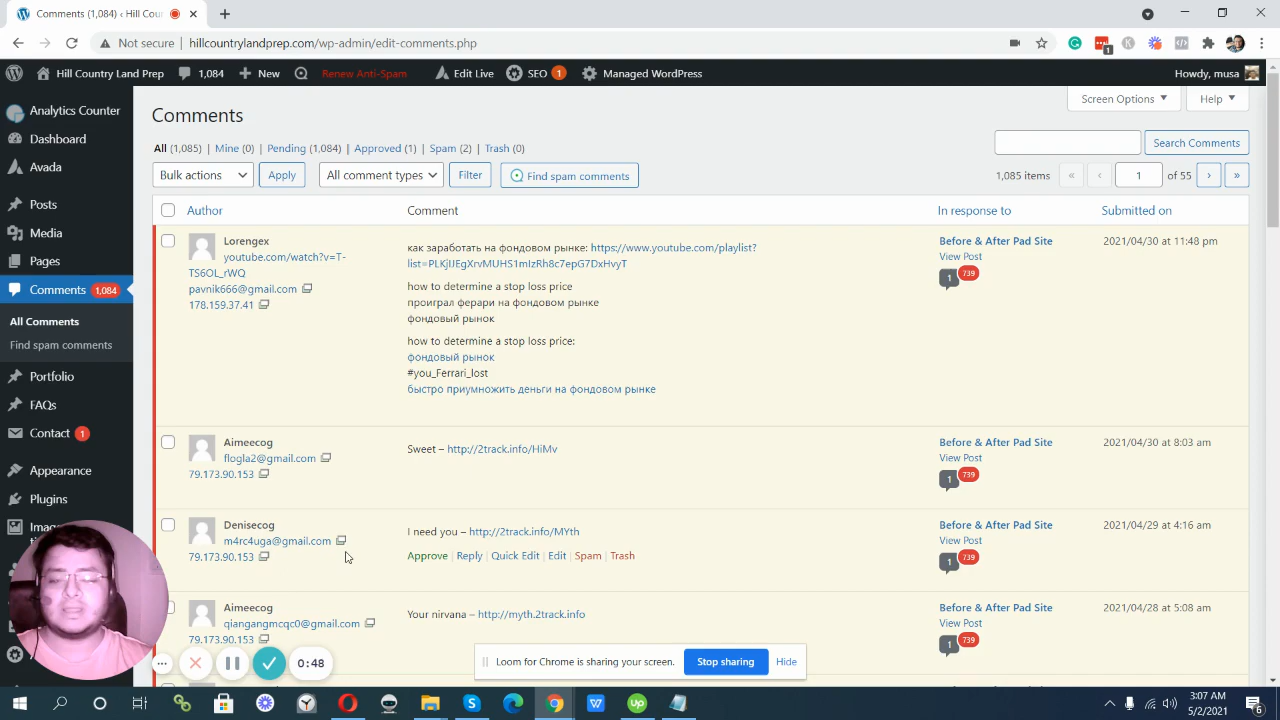 Comments (1,084) ‹ Hill Cou
Not secure | hillcountrylandprep.com/wp-admin/edit-comments.php
1
Hill Country Land Prep 1,084 New Renew Anti-Spam Edit Live SEO 1 Managed WordPress Howdy, musa
Screen Options Help
Analytics Counter
Dashboard
Avada
Posts
Media
Pages
Comments 1,084
All Comments
Find spam comments
Portfolio
FAQs
Contact 1
Appearance
Plugins
Comments
All (1,085) | Mine (0) | Pending (1,084) | Approved (1) | Spam (2) | Trash (0)
Search Comments
Bulk actions Apply All comment types Filter Find spam comments 1,085 items « ‹ 1 of 55 › »
Author Comment In response to Submitted on
Lorengex
youtube.com/watch?v=T-
TS6OL_rWQ
pavnik666@gmail.com
178.159.37.41
как заработать на фондовом рынке: https://www.youtube.com/playlist?
list=PLKjIJEgXrvMUHS1mIzRh8c7epG7DxHvyT
how to determine a stop loss price
проиграл ферари на фондовом рынке
фондовый рынок
how to determine a stop loss price:
фондовый рынок
#you_Ferrari_lost
быстро приумножить деньги на фондовом рынке
Before & After Pad Site
View Post
1 739
2021/04/30 at 11:48 pm
Aimeecog
flogla2@gmail.com
79.173.90.153
Sweet – http://2track.info/HiMv
Before & After Pad Site
View Post
1 739
2021/04/30 at 8:03 am
Denisecog
m4rc4uga@gmail.com
79.173.90.153
I need you – http://2track.info/MYth
Approve | Reply | Quick Edit | Edit | Spam | Trash
Before & After Pad Site
View Post
1 739
2021/04/29 at 4:16 am
Aimeecog
qiangangmcqc0@gmail.com
79.173.90.153
Your nirvana – http://myth.2track.info
Before & After Pad Site
View Post
1 739
2021/04/28 at 5:08 am
0:48
Loom for Chrome is sharing your screen. Stop sharing Hide
3:07 AM
5/2/2021
6